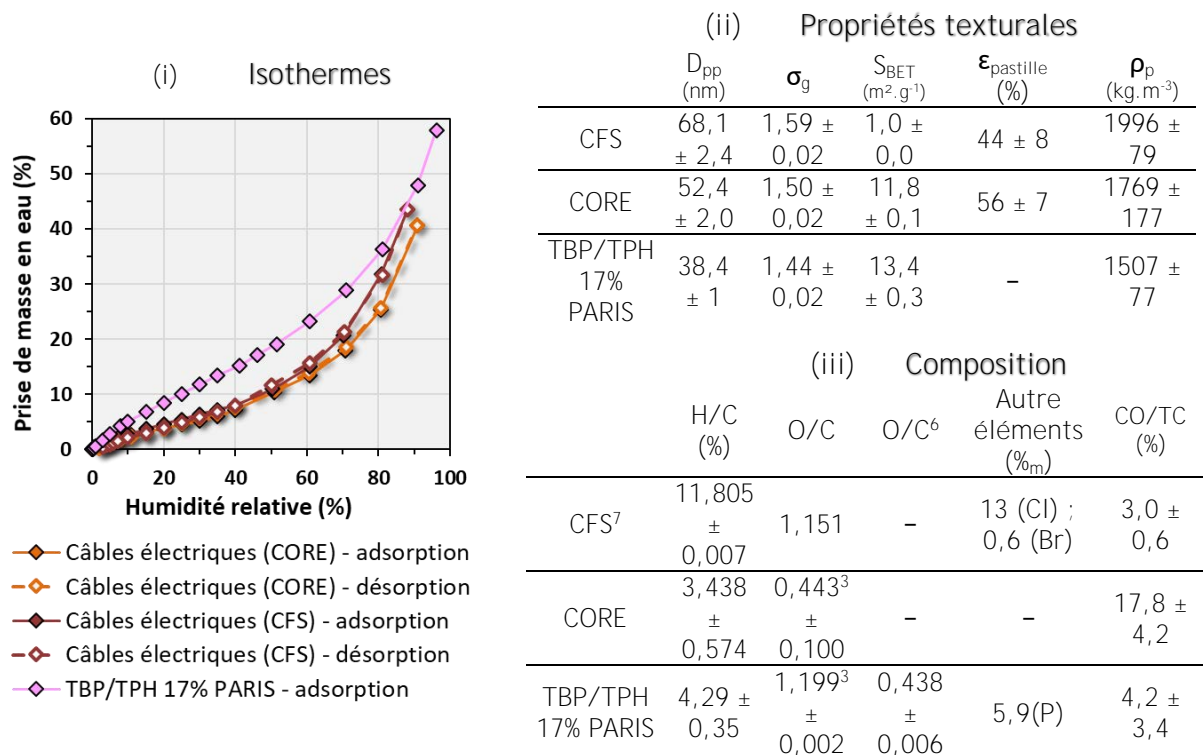 (i) Isothermes
60
50
40
30
20
10
0
Prise de masse en eau (%)
0 20 40 60 80 100
Humidité relative (%)
Câbles électriques (CORE) - adsorption
Câbles électriques (CORE) - désorption
Câbles électriques (CFS) - adsorption
Câbles électriques (CFS) - désorption
TBP/TPH 17% PARIS - adsorption
(ii) Propriétés texturales
Dpp (nm) σg SBET (m².g-1) εpastille (%) ρp (kg.m-3)
CFS 68,1 ± 2,4 1,59 ± 0,02 1,0 ± 0,0 44 ± 8 1996 ± 79
CORE 52,4 ± 2,0 1,50 ± 0,02 11,8 ± 0,1 56 ± 7 1769 ± 177
TBP/TPH 17% PARIS 38,4 ± 1 1,44 ± 0,02 13,4 ± 0,3 – 1507 ± 77
(iii) Composition
H/C (%) O/C O/C⁶ Autre éléments (%m) CO/TC (%)
CFS⁷ 11,805 ± 0,007 1,151 – 13 (Cl) ; 0,6 (Br) 3,0 ± 0,6
CORE 3,438 ± 0,574 0,443³ ± 0,100 – – 17,8 ± 4,2
TBP/TPH 17% PARIS 4,29 ± 0,35 1,199³ ± 0,002 0,438 ± 0,006 5,9(P) 4,2 ± 3,4